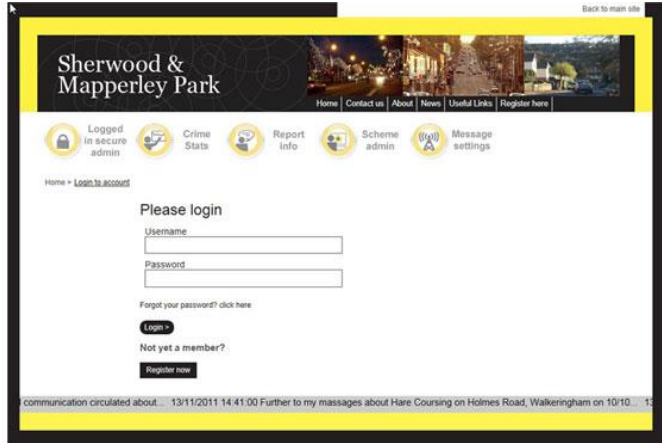 Back to main site
Sherwood &
Mapperley Park
Home Contact us About News Useful Links Register here
Logged
in secure
admin
Crime
Stats
Report
info
Scheme
admin
Message
settings
Home > Login to account
Please login
Username
Password
Forgot your password? click here
Login >
Not yet a member?
Register now
communication circulated about... 13/11/2011 14:41:00 Further to my massages about Hare Coursing on Holmes Road, Walkeringham on 10/10... 13